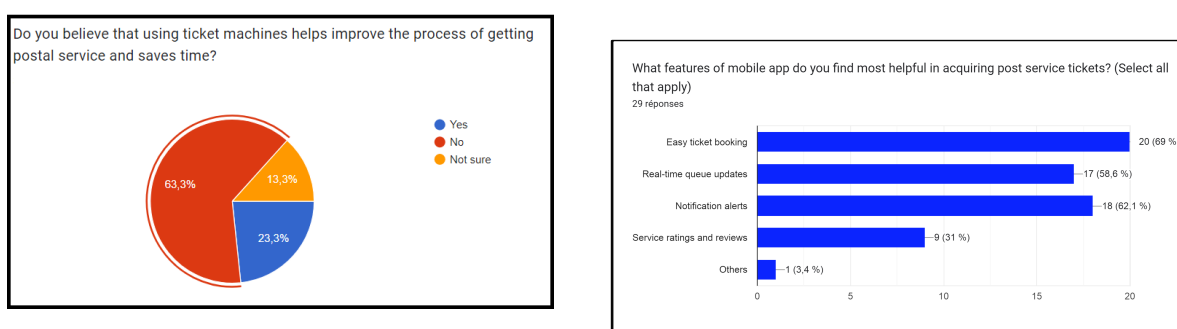 Do you believe that using ticket machines helps improve the process of getting
postal service and saves time?
Yes
No
Not sure
63,3%
13,3%
23,3%
What features of mobile app do you find most helpful in acquiring post service tickets? (Select all
that apply)
29 réponses
Easy ticket booking 20 (69 %
Real-time queue updates 17 (58,6 %)
Notification alerts 18 (62,1 %)
Service ratings and reviews 9 (31 %)
Others 1 (3,4 %)
0 5 10 15 20